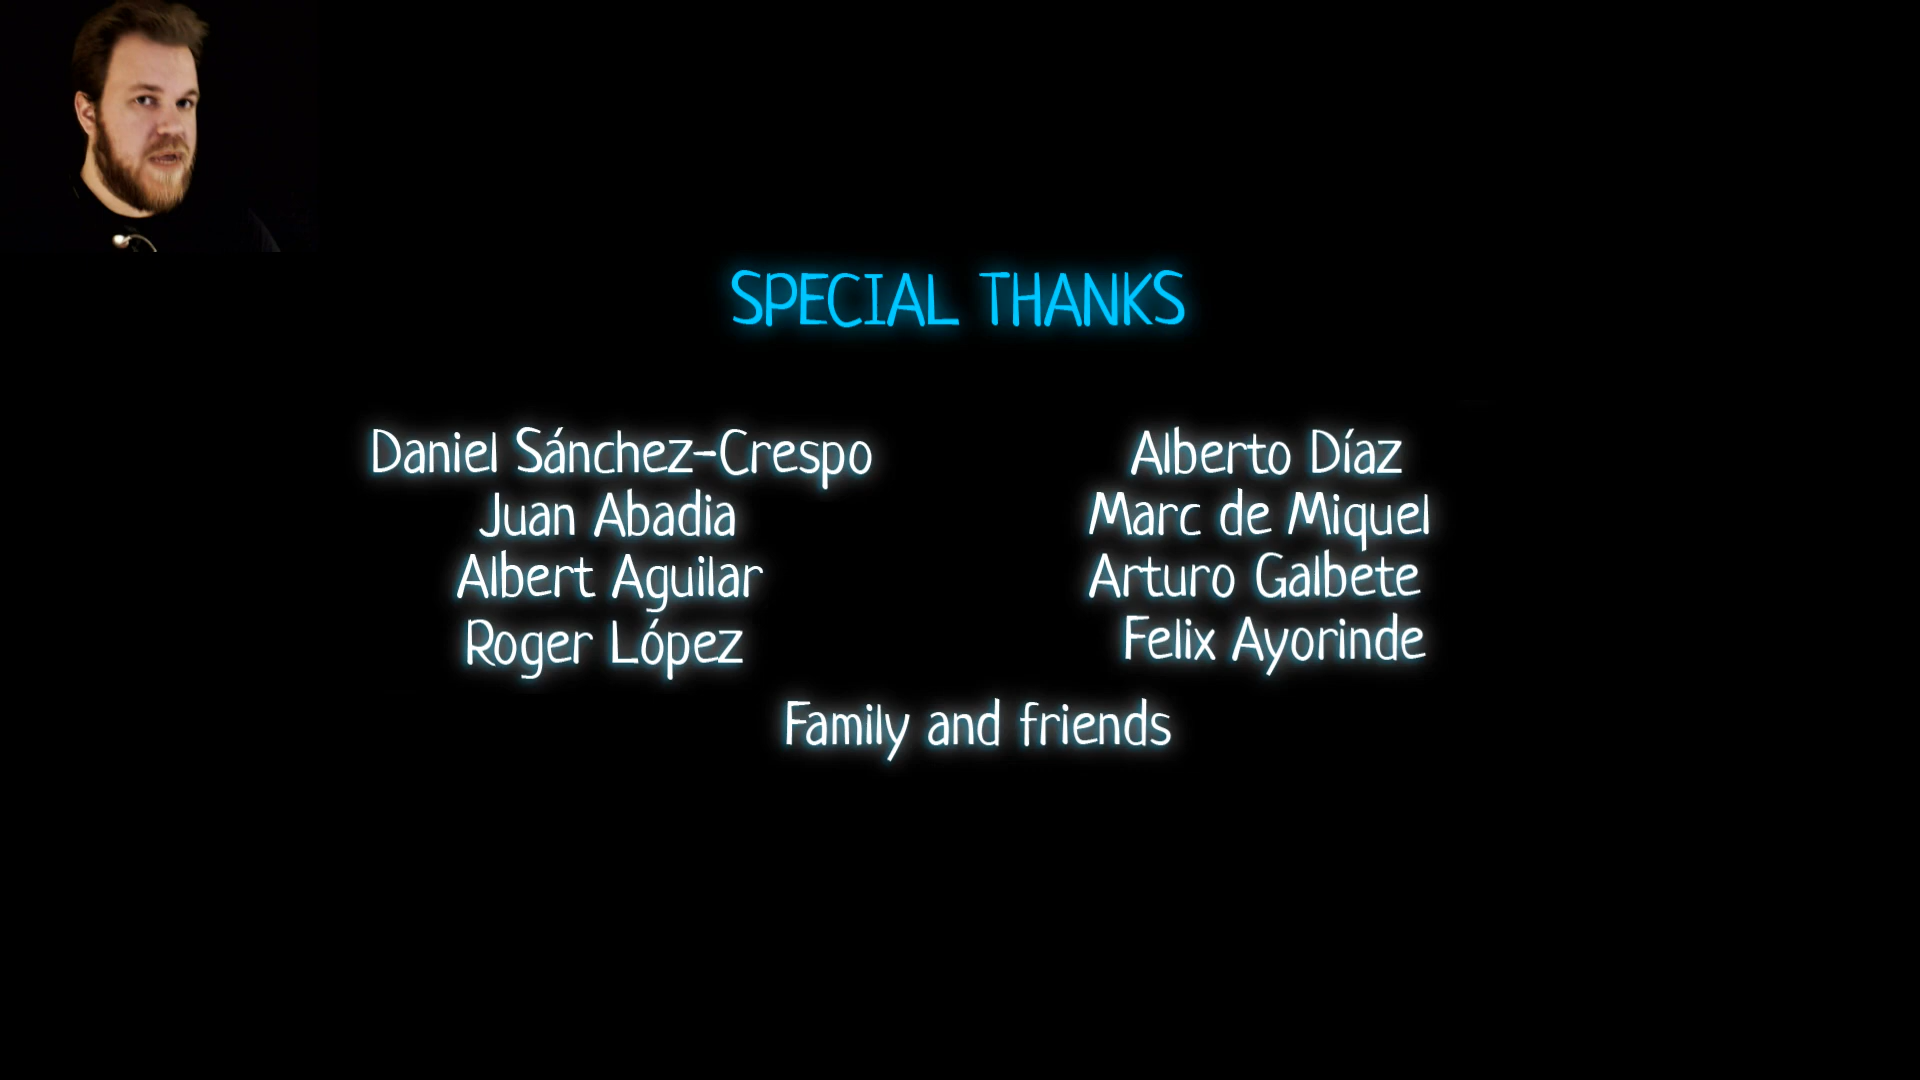 SPECIAL THANKS
Daniel Sánchez-Crespo
Juan Abadia
Albert Aguilar
Roger López
Alberto Díaz
Marc de Miquel
Arturo Galbete
Felix Ayorinde
Family and friends